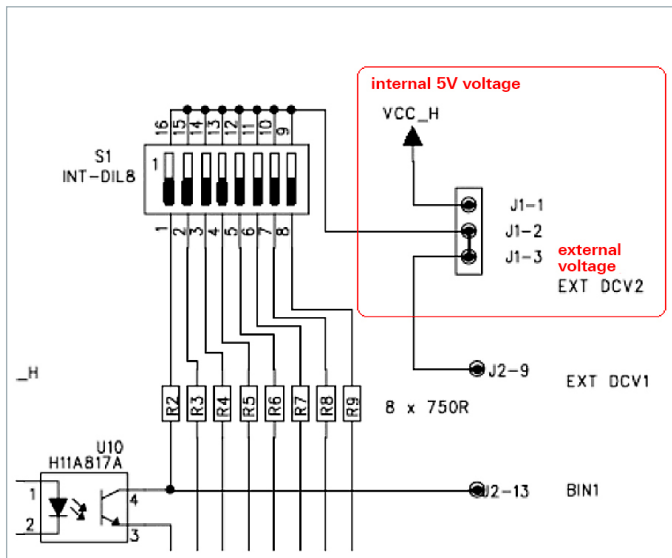 internal 5V voltage
VCC_H
16 15 14 13 12 11 10 9
S1
INT-DIL8
1
1 2 3 4 5 6 7 8
J1-1
J1-2
J1-3
external
voltage
EXT DCV2
J2-9
EXT DCV1
_H
R2 R3 R4 R5 R6 R7 R8 R9
8 x 750R
U10
H11A817A
1
4
2
3
J2-13
BIN1